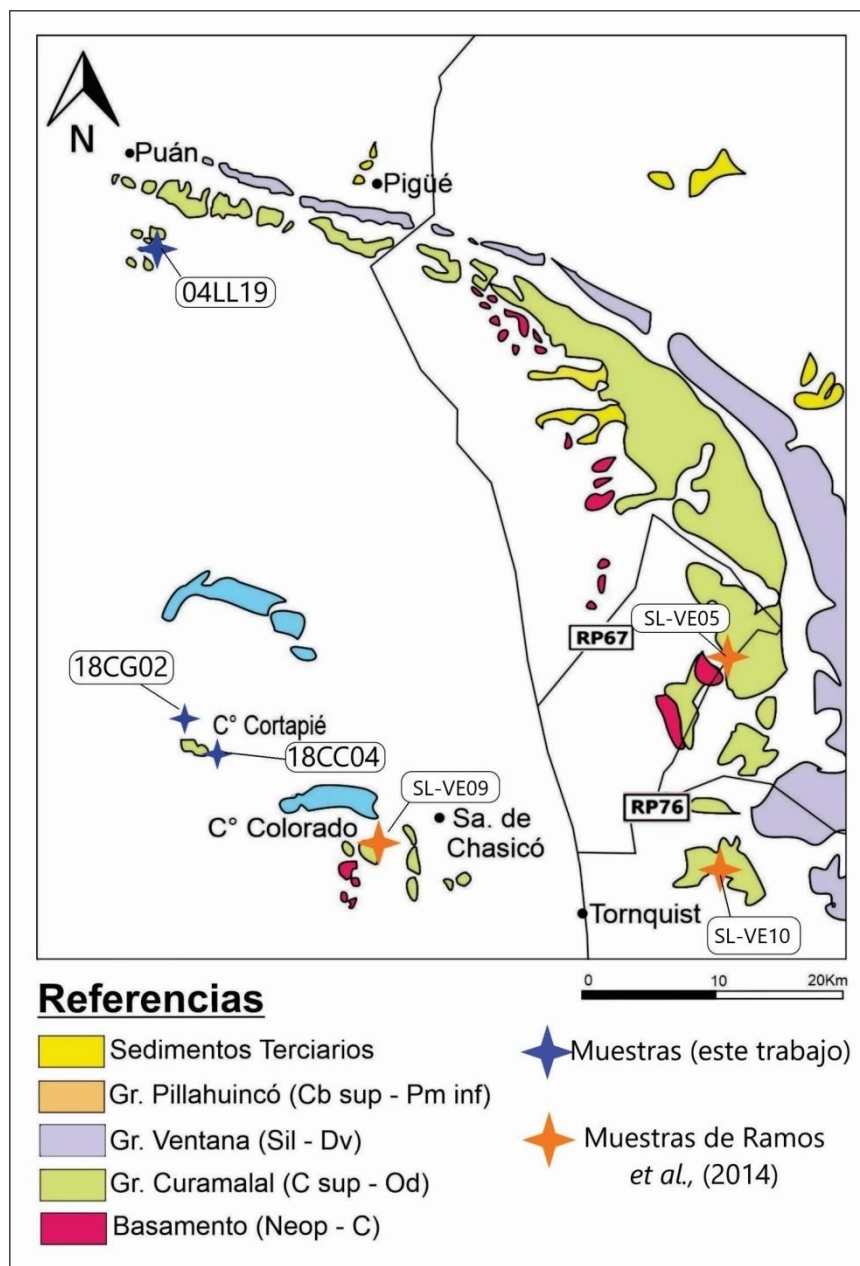 N
Puán
Pigüé
04LL19
SL-VE05
RP67
18CG02
C° Cortapié
18CC04
SL-VE09
RP76
C° Colorado
Sa. de
Chasicó
Tornquist
SL-VE10
0 10 20Km
Referencias
Sedimentos Terciarios
Gr. Pillahuincó (Cb sup - Pm inf)
Gr. Ventana (Sil - Dv)
Gr. Curamalal (C sup - Od)
Basamento (Neop - C)
Muestras (este trabajo)
Muestras de Ramos
et al., (2014)